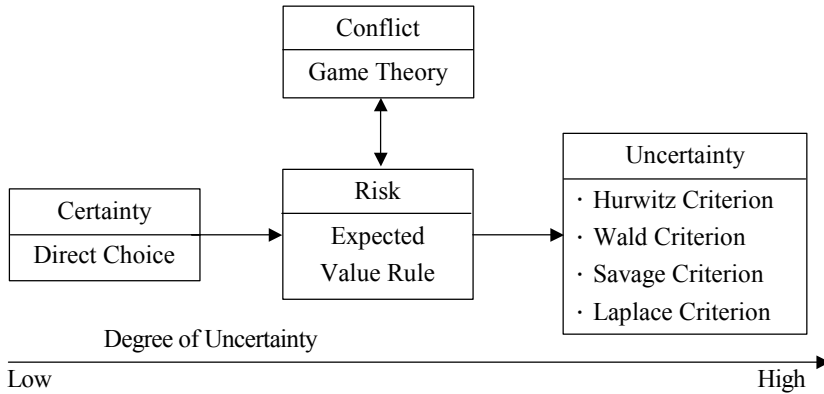 Conflict
Game Theory
Certainty
Direct Choice
Risk
Expected
Value Rule
Uncertainty
· Hurwitz Criterion
· Wald Criterion
· Savage Criterion
· Laplace Criterion
Degree of Uncertainty
Low
High